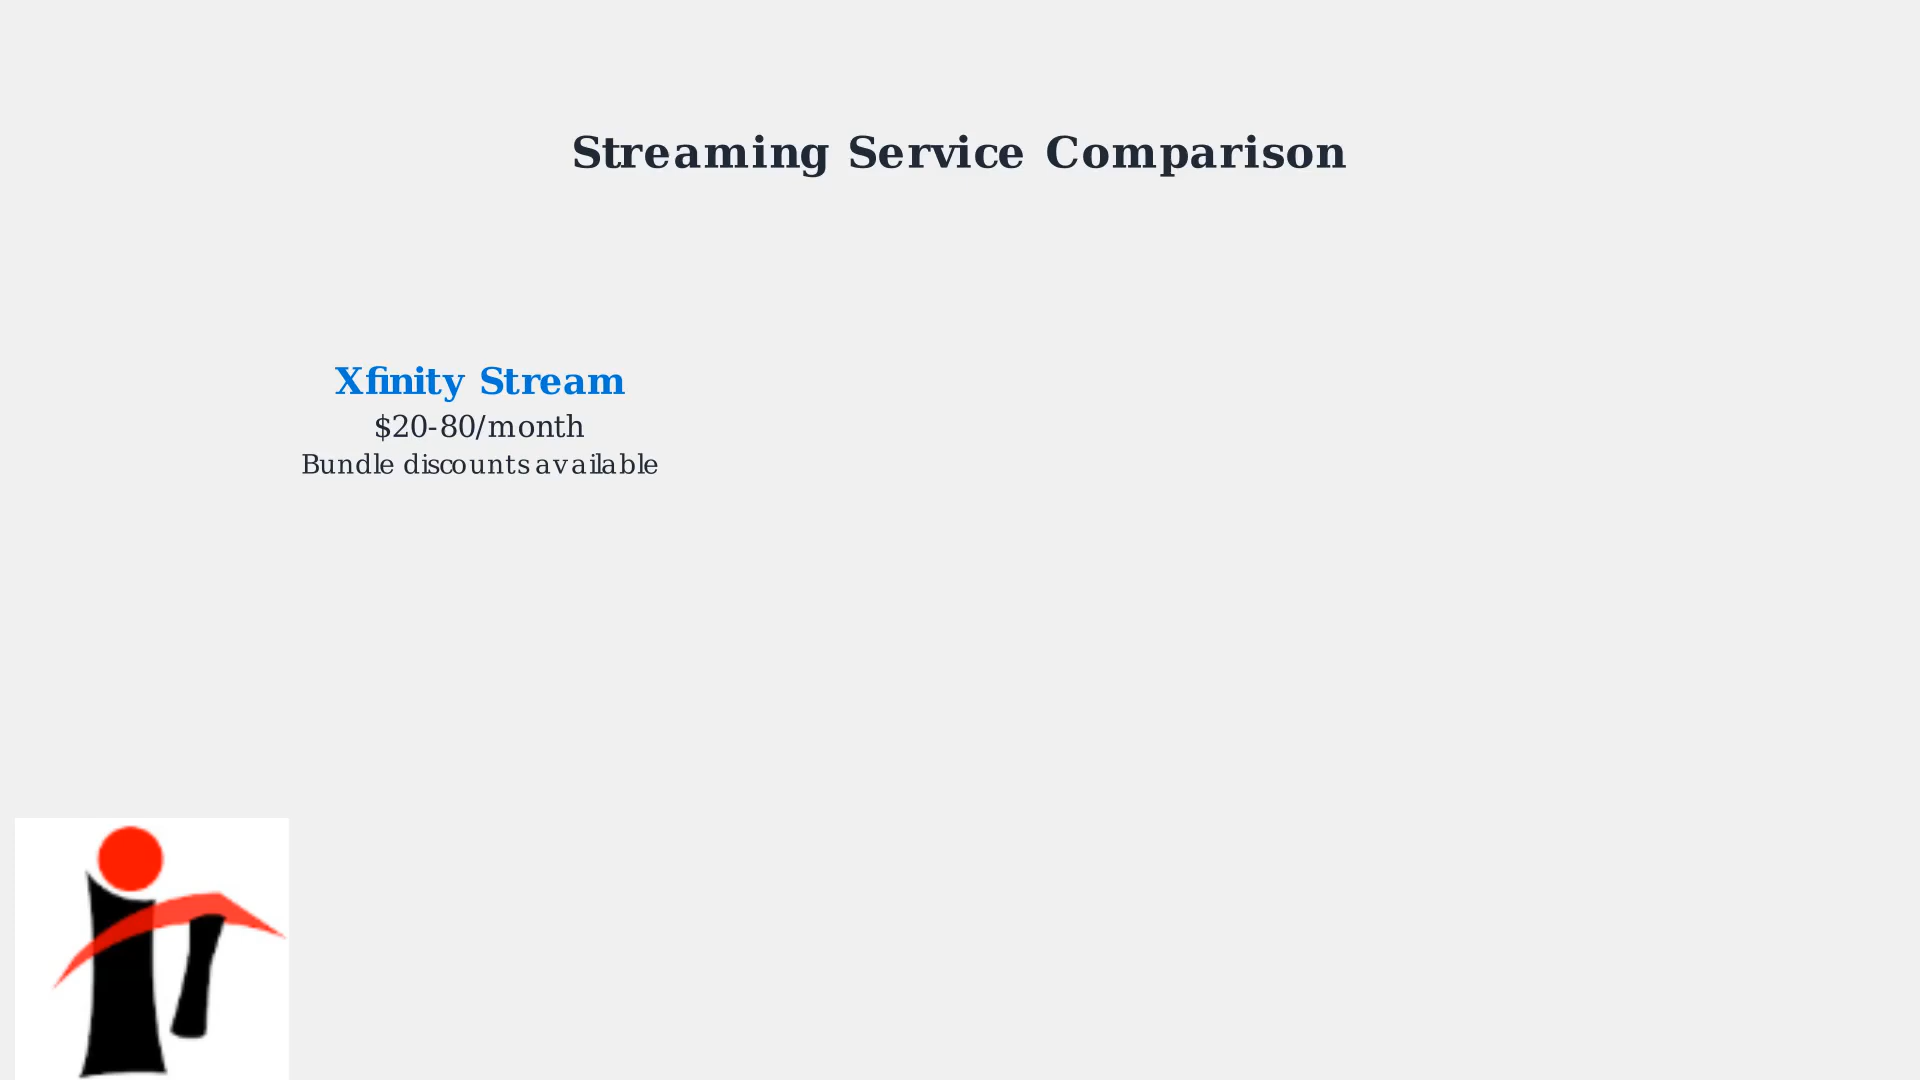 Streaming Service Comparison
Xfinity Stream
$20-80/month
Bundle discounts available